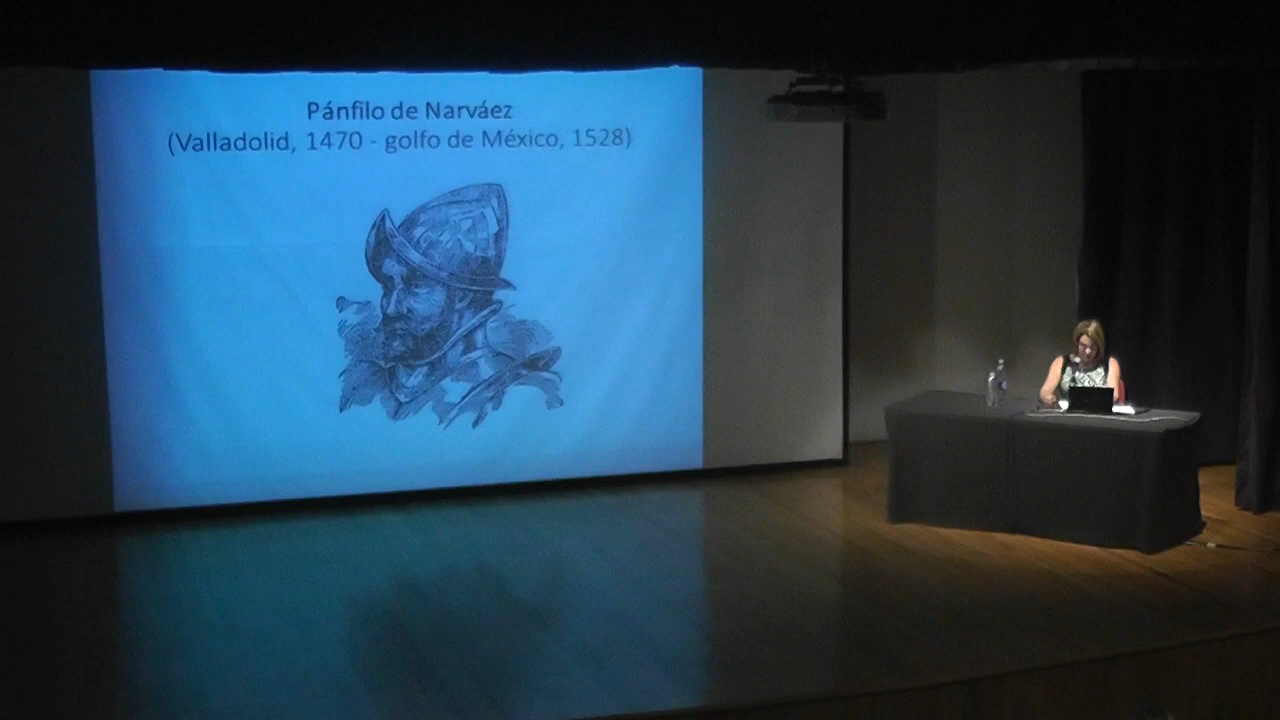 Pánfilo de Narváez
(Valladolid, 1470 - golfo de México, 1528)